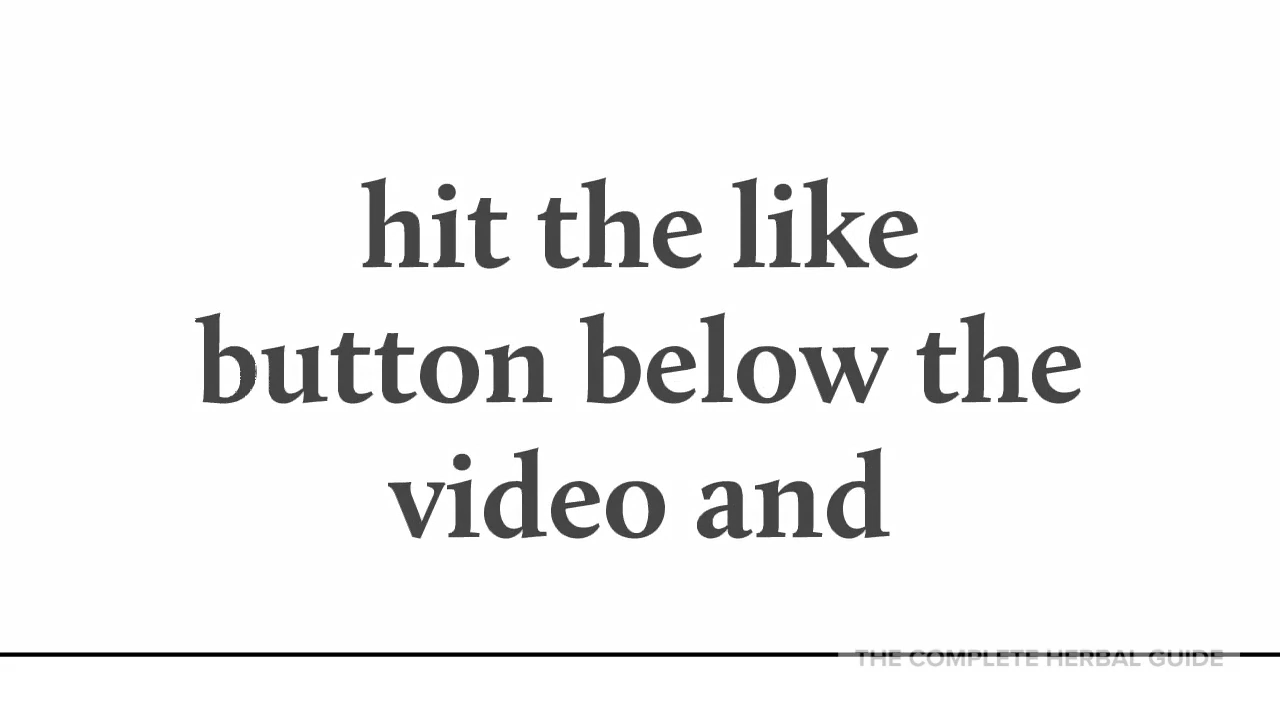 hit the like
button below the
video and
THE COMPLETE HERBAL GUIDE